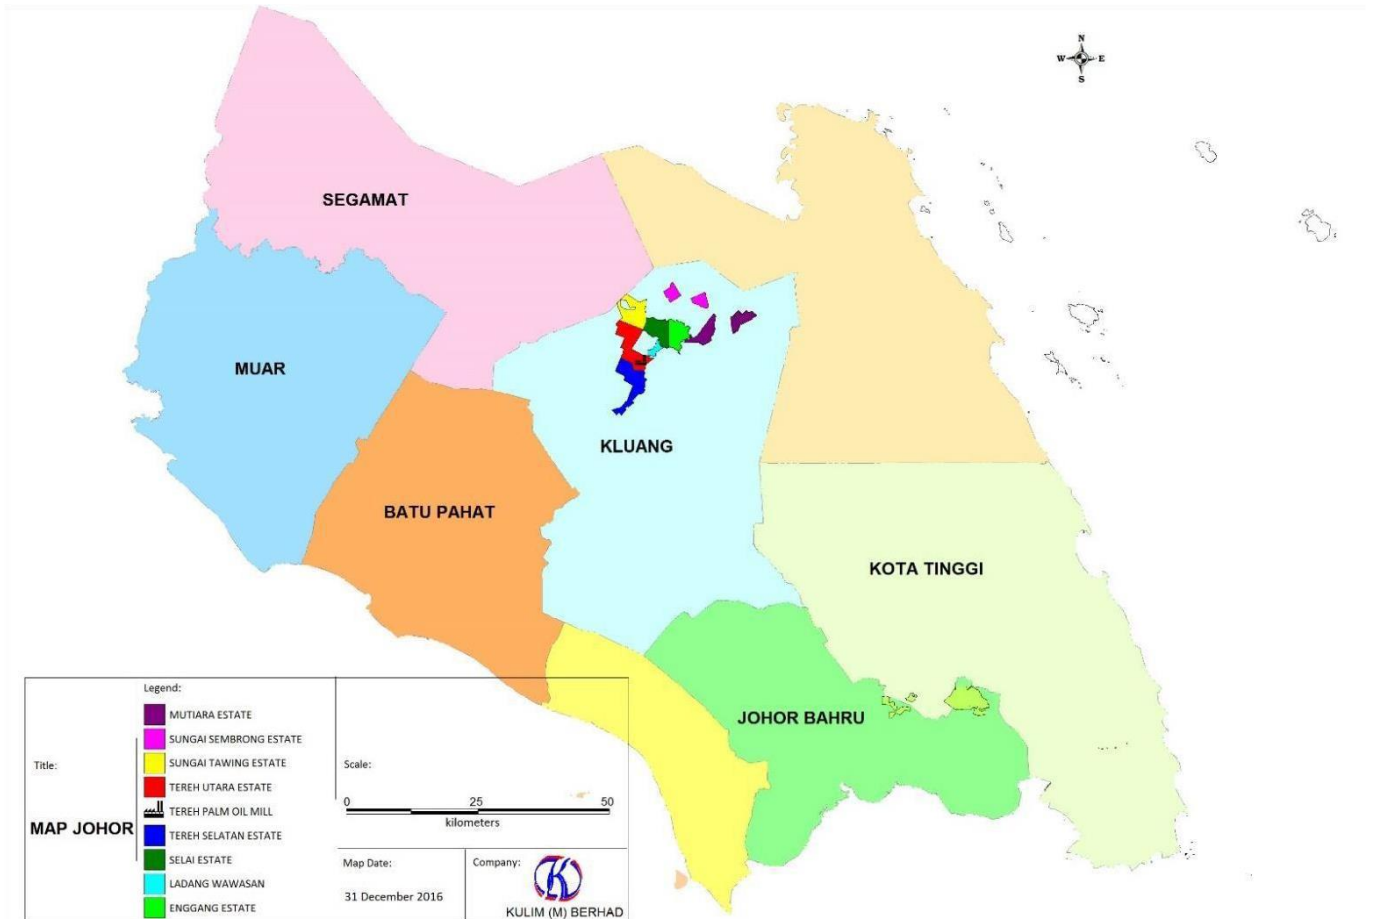 N
W E
S
SEGAMAT
MUAR
KLUANG
BATU PAHAT
KOTA TINGGI
JOHOR BAHRU
Title:
MAP JOHOR
Legend:
MUTIARA ESTATE
SUNGAI SEMBRONG ESTATE
SUNGAI TAWING ESTATE
TEREH UTARA ESTATE
TEREH PALM OIL MILL
TEREH SELATAN ESTATE
SELAI ESTATE
LADANG WAWASAN
ENGGANG ESTATE
Scale:
0 25 50
kilometers
Map Date:
31 December 2016
Company:
KULIM (M) BERHAD